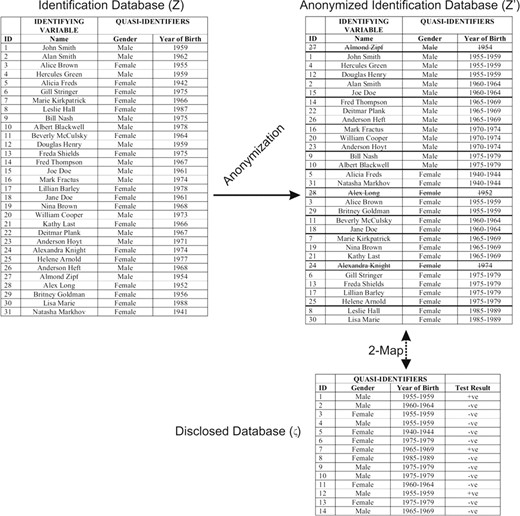 Identification Database (Z)
IDENTIFYING VARIABLE QUASI-IDENTIFIERS
ID Name Gender Year of Birth
1 John Smith Male 1959
2 Alan Smith Male 1962
3 Alice Brown Female 1955
4 Hercules Green Male 1959
5 Alicia Freds Female 1942
6 Gill Stringer Female 1975
7 Marie Kirkpatrick Female 1966
8 Leslie Hall Female 1987
9 Bill Nash Male 1975
10 Albert Blackwell Male 1978
11 Beverly McCulsky Female 1964
12 Douglas Henry Male 1959
13 Freda Shields Female 1975
14 Fred Thompson Male 1967
15 Joe Doe Male 1961
16 Mark Fractus Male 1974
17 Lillian Barley Female 1978
18 Jane Doe Female 1961
19 Nina Brown Female 1968
20 William Cooper Male 1973
21 Kathy Last Female 1966
22 Deitmar Plank Male 1967
23 Anderson Hoyt Male 1971
24 Alexandra Knight Female 1974
25 Helene Arnold Female 1977
26 Anderson Heft Male 1968
27 Almond Zipf Male 1954
28 Alex Long Female 1952
29 Britney Goldman Female 1956
30 Lisa Marie Female 1988
31 Natasha Markhov Female 1941
Anonymization
Anonymized Identification Database (Z')
IDENTIFYING VARIABLE QUASI-IDENTIFIERS
ID Name Gender Year of Birth
27 Almond Zipf Male 1954
1 John Smith Male 1955-1959
4 Hercules Green Male 1955-1959
12 Douglas Henry Male 1955-1959
2 Alan Smith Male 1960-1964
15 Joe Doe Male 1960-1964
14 Fred Thompson Male 1965-1969
22 Deitmar Plank Male 1965-1969
26 Anderson Heft Male 1965-1969
16 Mark Fractus Male 1970-1974
20 William Cooper Male 1970-1974
23 Anderson Hoyt Male 1970-1974
9 Bill Nash Male 1975-1979
10 Albert Blackwell Male 1975-1979
5 Alicia Freds Female 1940-1944
31 Natasha Markhov Female 1940-1944
28 Alex Long Female 1952
3 Alice Brown Female 1955-1959
29 Britney Goldman Female 1955-1959
11 Beverly McCulsky Female 1960-1964
18 Jane Doe Female 1960-1964
7 Marie Kirkpatrick Female 1965-1969
19 Nina Brown Female 1965-1969
21 Kathy Last Female 1965-1969
24 Alexandra Knight Female 1974
6 Gill Stringer Female 1975-1979
13 Freda Shields Female 1975-1979
17 Lillian Barley Female 1975-1979
25 Helene Arnold Female 1975-1979
8 Leslie Hall Female 1985-1989
30 Lisa Marie Female 1985-1989
2-Map
Disclosed Database (ζ)
QUASI-IDENTIFIERS
ID Gender Year of Birth Test Result
1 Male 1955-1959 +ve
2 Male 1960-1964 -ve
3 Female 1955-1959 -ve
4 Male 1955-1959 -ve
5 Female 1940-1944 -ve
6 Female 1975-1979 -ve
7 Female 1965-1969 +ve
8 Female 1985-1989 -ve
9 Male 1975-1979 -ve
10 Male 1975-1979 -ve
11 Female 1960-1964 -ve
12 Male 1955-1959 +ve
13 Female 1975-1979 -ve
14 Male 1965-1969 -ve